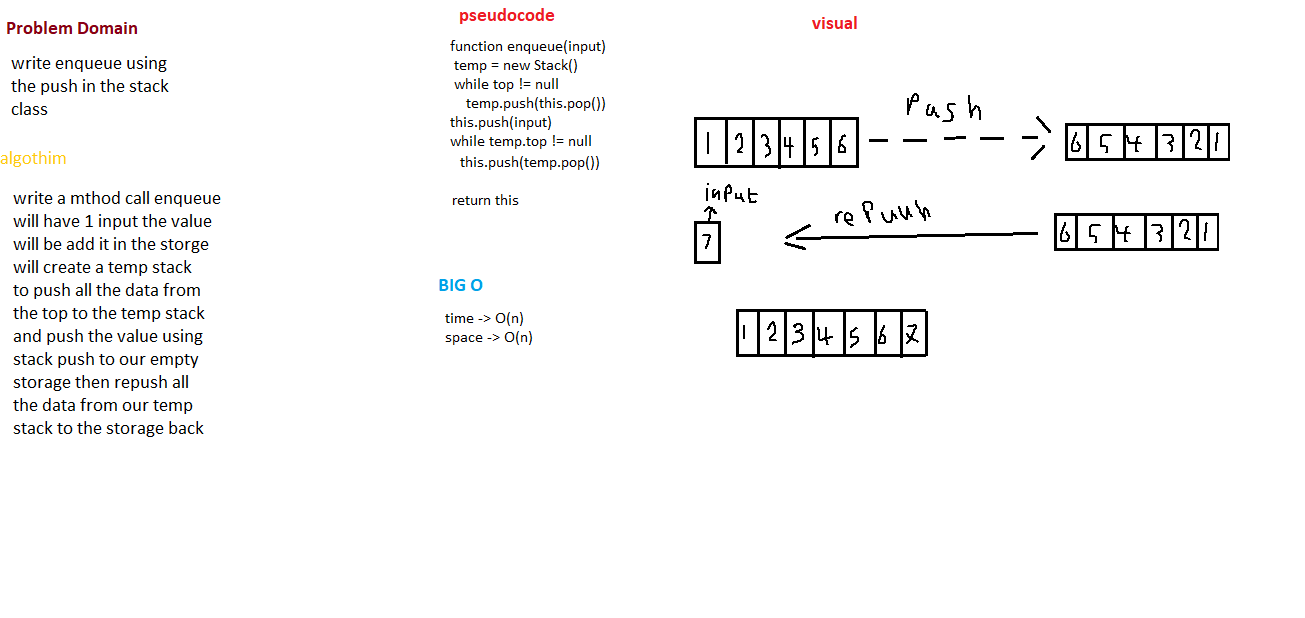 Problem Domain
write enqueue using
the push in the stack
class
algothim
write a mthod call enqueue
will have 1 input the value
will be add it in the storge
will create a temp stack
to push all the data from
the top to the temp stack
and push the value using
stack push to our empty
storage then repush all
the data from our temp
stack to the storage back
pseudocode
function enqueue(input)
temp = new Stack()
while top != null
temp.push(this.pop())
this.push(input)
while temp.top != null
this.push(temp.pop())
return this
BIG O
time -> O(n)
space -> O(n)
visual
Push
1 2 3 4 5 6
6 5 4 3 2 1
input
rePuuh
7
6 5 4 3 2 1
1 2 3 4 5 6 7